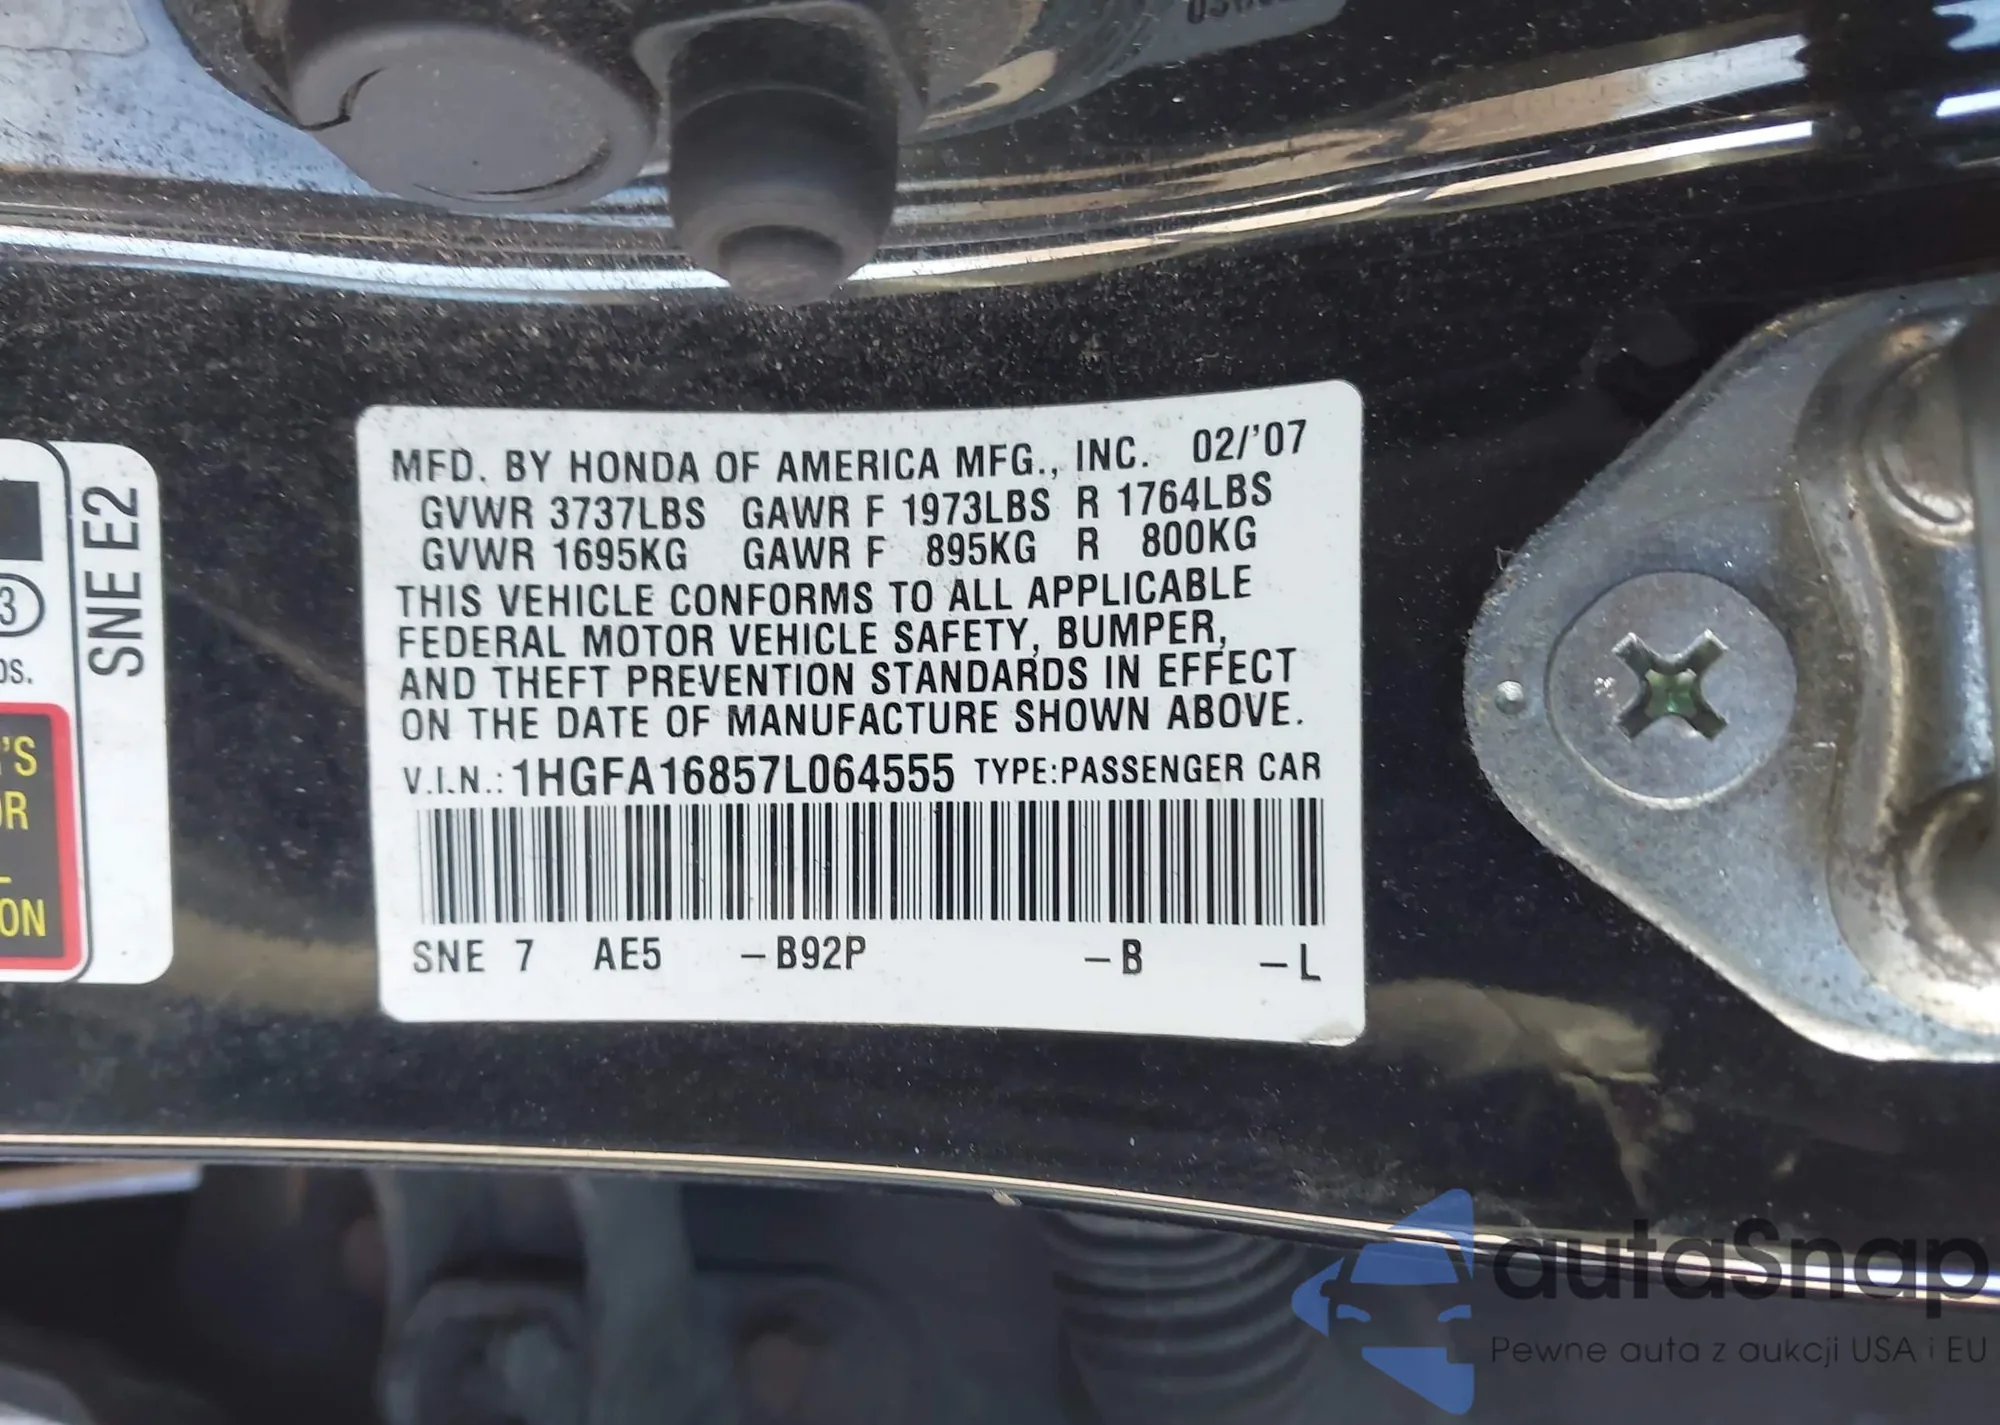 MFD. BY HONDA OF AMERICA MFG., INC. 02/'07
GVWR 3737LBS GAWR F 1973LBS R 1764LBS
GVWR 1695KG GAWR F 895KG R 800KG
THIS VEHICLE CONFORMS TO ALL APPLICABLE
FEDERAL MOTOR VEHICLE SAFETY, BUMPER,
AND THEFT PREVENTION STANDARDS IN EFFECT
ON THE DATE OF MANUFACTURE SHOWN ABOVE.
V.I.N.: 1HGFA16857L064555 TYPE:PASSENGER CAR
SNE 7 AE5 -B92P -B -L
SNE E2
3
autaSnap
Pewne auta z aukcji USA i EU